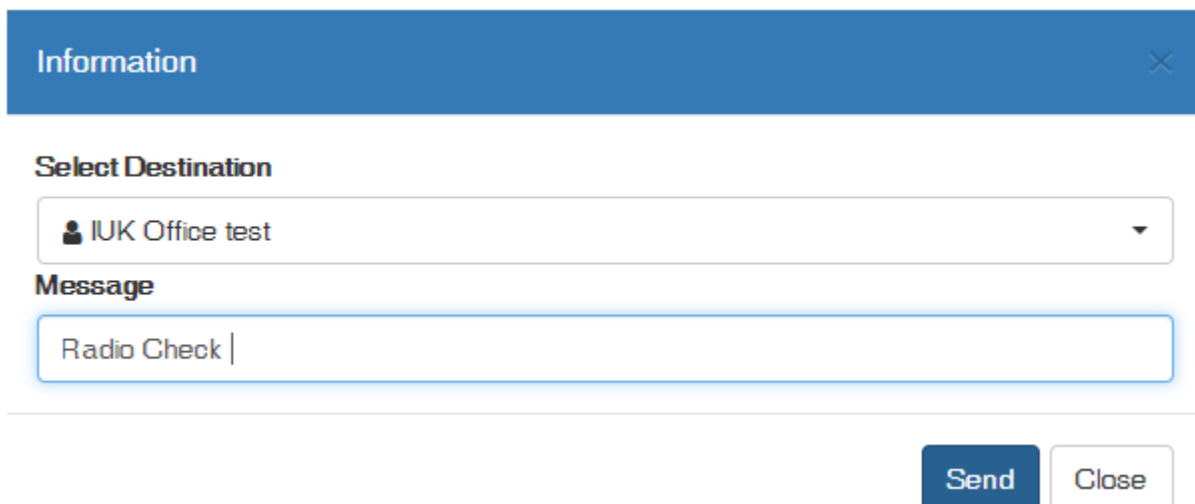 Information
Select Destination
IUK Office test
Message
Radio Check
Send Close